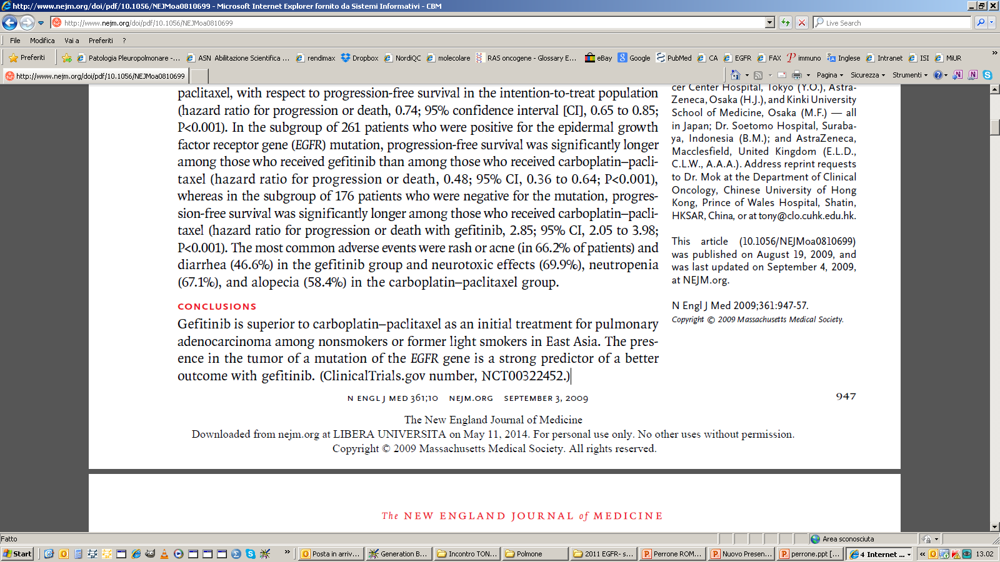 http://www.nejm.org/doi/pdf/10.1056/NEJMoa0810699 - Microsoft Internet Explorer fornito da Sistemi Informativi - CBM
http://www.nejm.org/doi/pdf/10.1056/NEJMoa0810699
Live Search
File Modifica Vai a Preferiti ?
Preferiti Patologia Pleuropolmonare -... ASN Abilitazione Scientifica ... rendimax Dropbox NordiQC molecolare RAS oncogene - Glossary E... eBay Google PubMed CA EGFR FAX immuno Inglese Intranet ISI MiUR »
http://www.nejm.org/doi/pdf/10.1056/NEJMoa0810699 Pagina Sicurezza Strumenti
paclitaxel, with respect to progression-free survival in the intention-to-treat population
(hazard ratio for progression or death, 0.74; 95% confidence interval [CI], 0.65 to 0.85;
P<0.001). In the subgroup of 261 patients who were positive for the epidermal growth
factor receptor gene (EGFR) mutation, progression-free survival was significantly longer
among those who received gefitinib than among those who received carboplatin–pacli-
taxel (hazard ratio for progression or death, 0.48; 95% CI, 0.36 to 0.64; P<0.001),
whereas in the subgroup of 176 patients who were negative for the mutation, progres-
sion-free survival was significantly longer among those who received carboplatin–pacli-
taxel (hazard ratio for progression or death with gefitinib, 2.85; 95% CI, 2.05 to 3.98;
P<0.001). The most common adverse events were rash or acne (in 66.2% of patients) and
diarrhea (46.6%) in the gefitinib group and neurotoxic effects (69.9%), neutropenia
(67.1%), and alopecia (58.4%) in the carboplatin–paclitaxel group.
CONCLUSIONS
Gefitinib is superior to carboplatin–paclitaxel as an initial treatment for pulmonary
adenocarcinoma among nonsmokers or former light smokers in East Asia. The pres-
ence in the tumor of a mutation of the EGFR gene is a strong predictor of a better
outcome with gefitinib. (ClinicalTrials.gov number, NCT00322452.)
cer Center Hospital, Tokyo (Y.O.), Astra-
Zeneca, Osaka (H.J.), and Kinki University
School of Medicine, Osaka (M.F.) — all
in Japan; Dr. Soetomo Hospital, Suraba-
ya, Indonesia (B.M.); and AstraZeneca,
Macclesfield, United Kingdom (E.L.D.,
C.L.W., A.A.A.). Address reprint requests
to Dr. Mok at the Department of Clinical
Oncology, Chinese University of Hong
Kong, Prince of Wales Hospital, Shatin,
HKSAR, China, or at tony@clo.cuhk.edu.hk.
This article (10.1056/NEJMoa0810699)
was published on August 19, 2009, and
was last updated on September 4, 2009,
at NEJM.org.
N Engl J Med 2009;361:947-57.
Copyright © 2009 Massachusetts Medical Society.
N ENGL J MED 361;10 NEJM.ORG SEPTEMBER 3, 2009
947
The New England Journal of Medicine
Downloaded from nejm.org at LIBERA UNIVERSITA on May 11, 2014. For personal use only. No other uses without permission.
Copyright © 2009 Massachusetts Medical Society. All rights reserved.
The NEW ENGLAND JOURNAL of MEDICINE
Fatto
Area sconosciuta
Start » Posta in arriv... Generation B... Incontro TON... Polmone 2011 EGFR- s... Perrone ROM... Nuovo Presen... perrone.ppt [... 4 Internet ... « 13.02